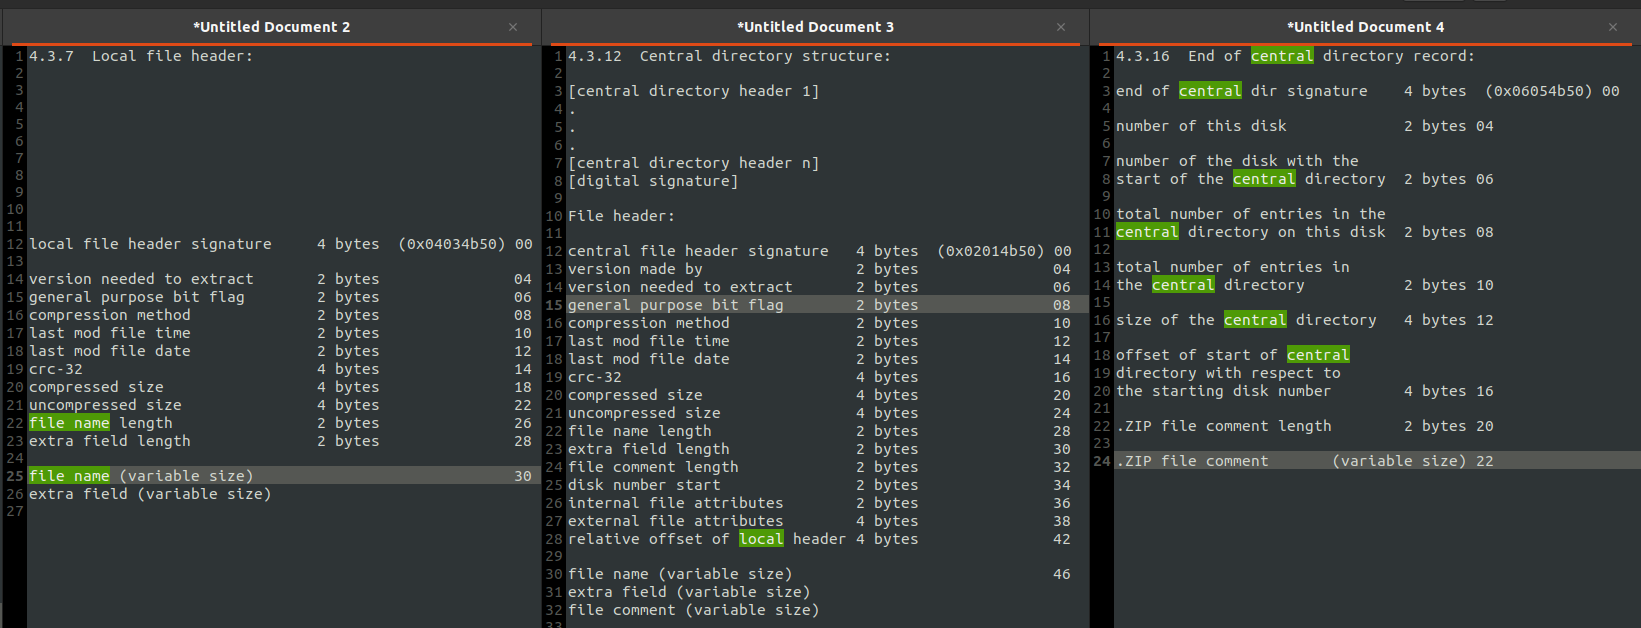 *Untitled Document 2
×
1 4.3.7  Local file header:
2
3
4
5
6
7
8
9
10
11
12 local file header signature     4 bytes  (0x04034b50) 00
13
14 version needed to extract       2 bytes                04
15 general purpose bit flag        2 bytes                06
16 compression method              2 bytes                08
17 last mod file time              2 bytes                10
18 last mod file date              2 bytes                12
19 crc-32                          4 bytes                14
20 compressed size                 4 bytes                18
21 uncompressed size               4 bytes                22
22 file name length                2 bytes                26
23 extra field length              2 bytes                28
24
25 file name (variable size)                              30
26 extra field (variable size)
27
*Untitled Document 3
×
1 4.3.12  Central directory structure:
2
3 [central directory header 1]
4 .
5 .
6 .
7 [central directory header n]
8 [digital signature]
9
10 File header:
11
12 central file header signature   4 bytes  (0x02014b50) 00
13 version made by                 2 bytes               04
14 version needed to extract       2 bytes               06
15 general purpose bit flag        2 bytes               08
16 compression method              2 bytes               10
17 last mod file time              2 bytes               12
18 last mod file date              2 bytes               14
19 crc-32                          4 bytes               16
20 compressed size                 4 bytes               20
21 uncompressed size               4 bytes               24
22 file name length                2 bytes               28
23 extra field length              2 bytes               30
24 file comment length             2 bytes               32
25 disk number start               2 bytes               34
26 internal file attributes        2 bytes               36
27 external file attributes        4 bytes               38
28 relative offset of local header 4 bytes               42
29
30 file name (variable size)                             46
31 extra field (variable size)
32 file comment (variable size)
33
*Untitled Document 4
×
1 4.3.16  End of central directory record:
2
3 end of central dir signature    4 bytes  (0x06054b50) 00
4
5 number of this disk             2 bytes 04
6
7 number of the disk with the
8 start of the central directory  2 bytes 06
9
10 total number of entries in the
11 central directory on this disk  2 bytes 08
12
13 total number of entries in
14 the central directory           2 bytes 10
15
16 size of the central directory   4 bytes 12
17
18 offset of start of central
19 directory with respect to
20 the starting disk number        4 bytes 16
21
22 .ZIP file comment length        2 bytes 20
23
24 .ZIP file comment       (variable size) 22